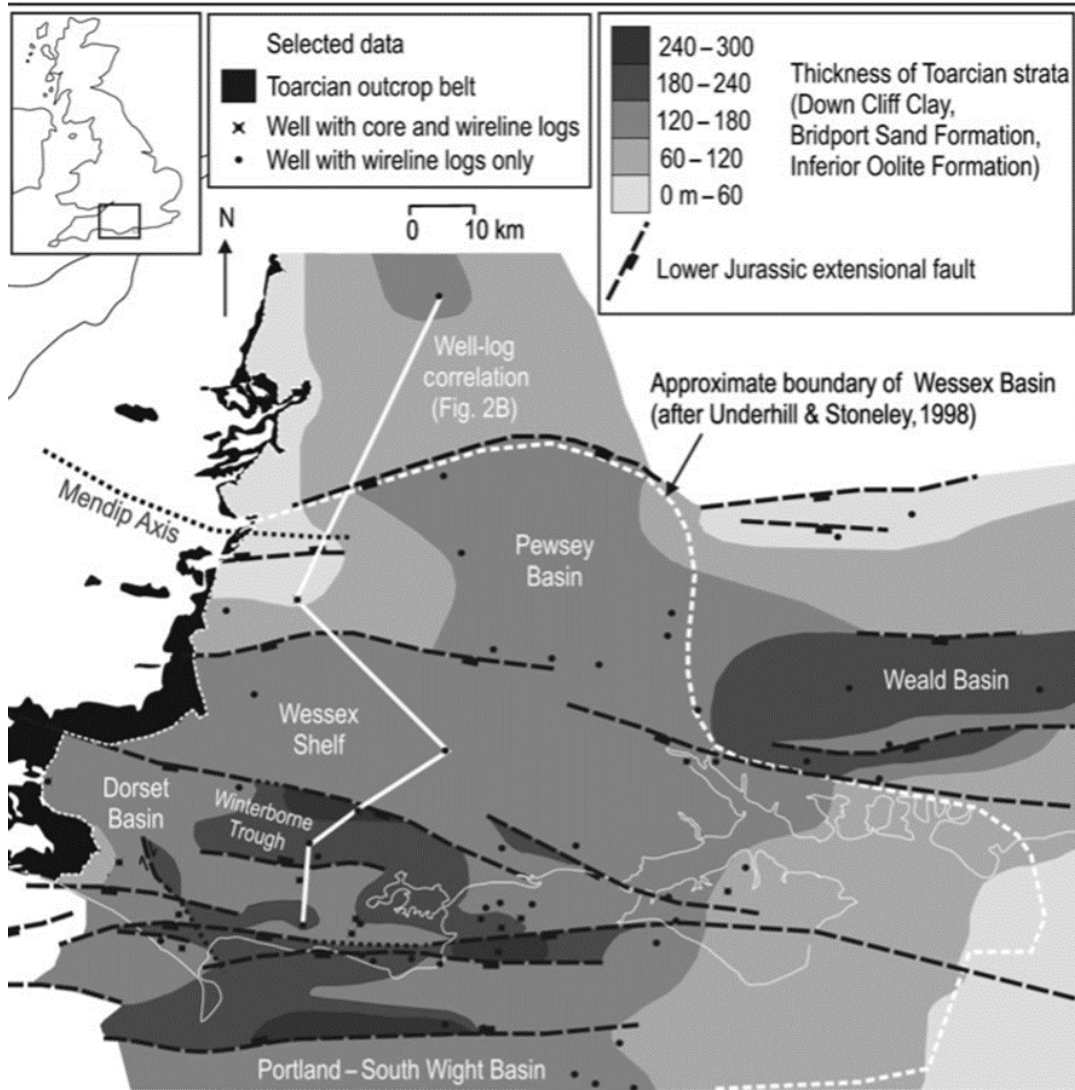 Selected data
Toarcian outcrop belt
Well with core and wireline logs
Well with wireline logs only
240 – 300
180 – 240
120 – 180
60 – 120
0 m – 60
Thickness of Toarcian strata
(Down Cliff Clay,
Bridport Sand Formation,
Inferior Oolite Formation)
Lower Jurassic extensional fault
N
0 10 km
Well-log
correlation
(Fig. 2B)
Approximate boundary of Wessex Basin
(after Underhill & Stoneley, 1998)
Mendip Axis
Pewsey
Basin
Weald Basin
Wessex
Shelf
Dorset
Basin
Winterborne
Trough
Portland – South Wight Basin